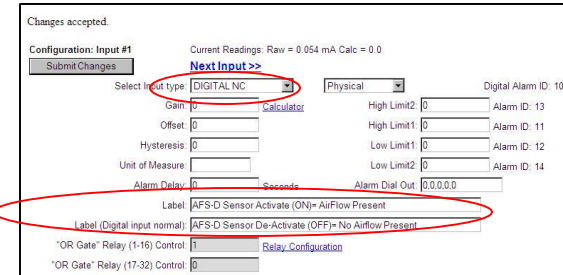 Changes accepted.
Configuration: Input #1 Current Readings: Raw = 0.054 mA Calc = 0.0
Submit Changes Next Input >>
Select Input type: DIGITAL NC Physical Digital Alarm ID: 10
Gain: 0 Calculator High Limit2: 0 Alarm ID: 13
Offset: 0 High Limit1: 0 Alarm ID: 11
Hysteresis: 0 Low Limit1: 0 Alarm ID: 12
Unit of Measure: Low Limit2: 0 Alarm ID: 14
Alarm Delay: 0 Seconds Alarm Dial Out: 0,0,0,0,0
Label: AFS-D Sensor Activate (ON)= AirFlow Present
Label (Digital input normal): AFS-D Sensor De-Activate (OFF)= No Airflow Present
"OR Gate" Relay (1-16) Control: 1 Relay Configuration
"OR Gate" Relay (17-32) Control: 0